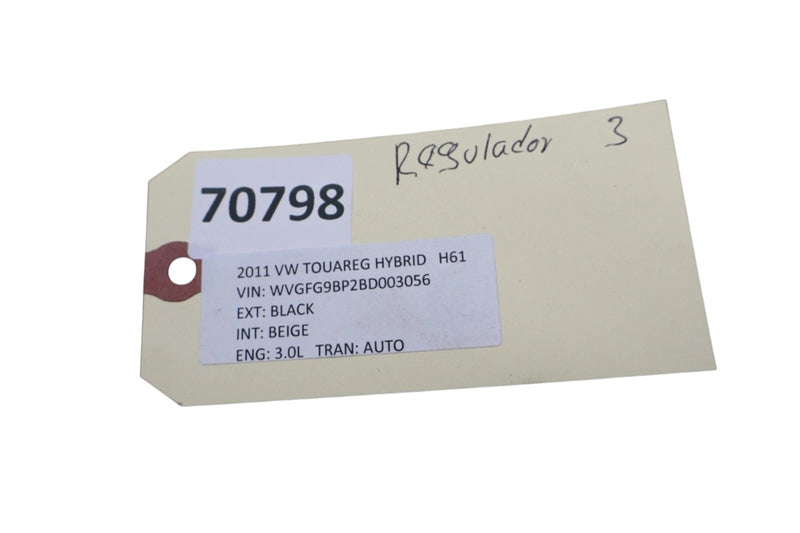 Regulador 3
70798
2011 VW TOUAREG HYBRID H61
VIN: WVGFG9BP2BD003056
EXT: BLACK
INT: BEIGE
ENG: 3.0L TRAN: AUTO